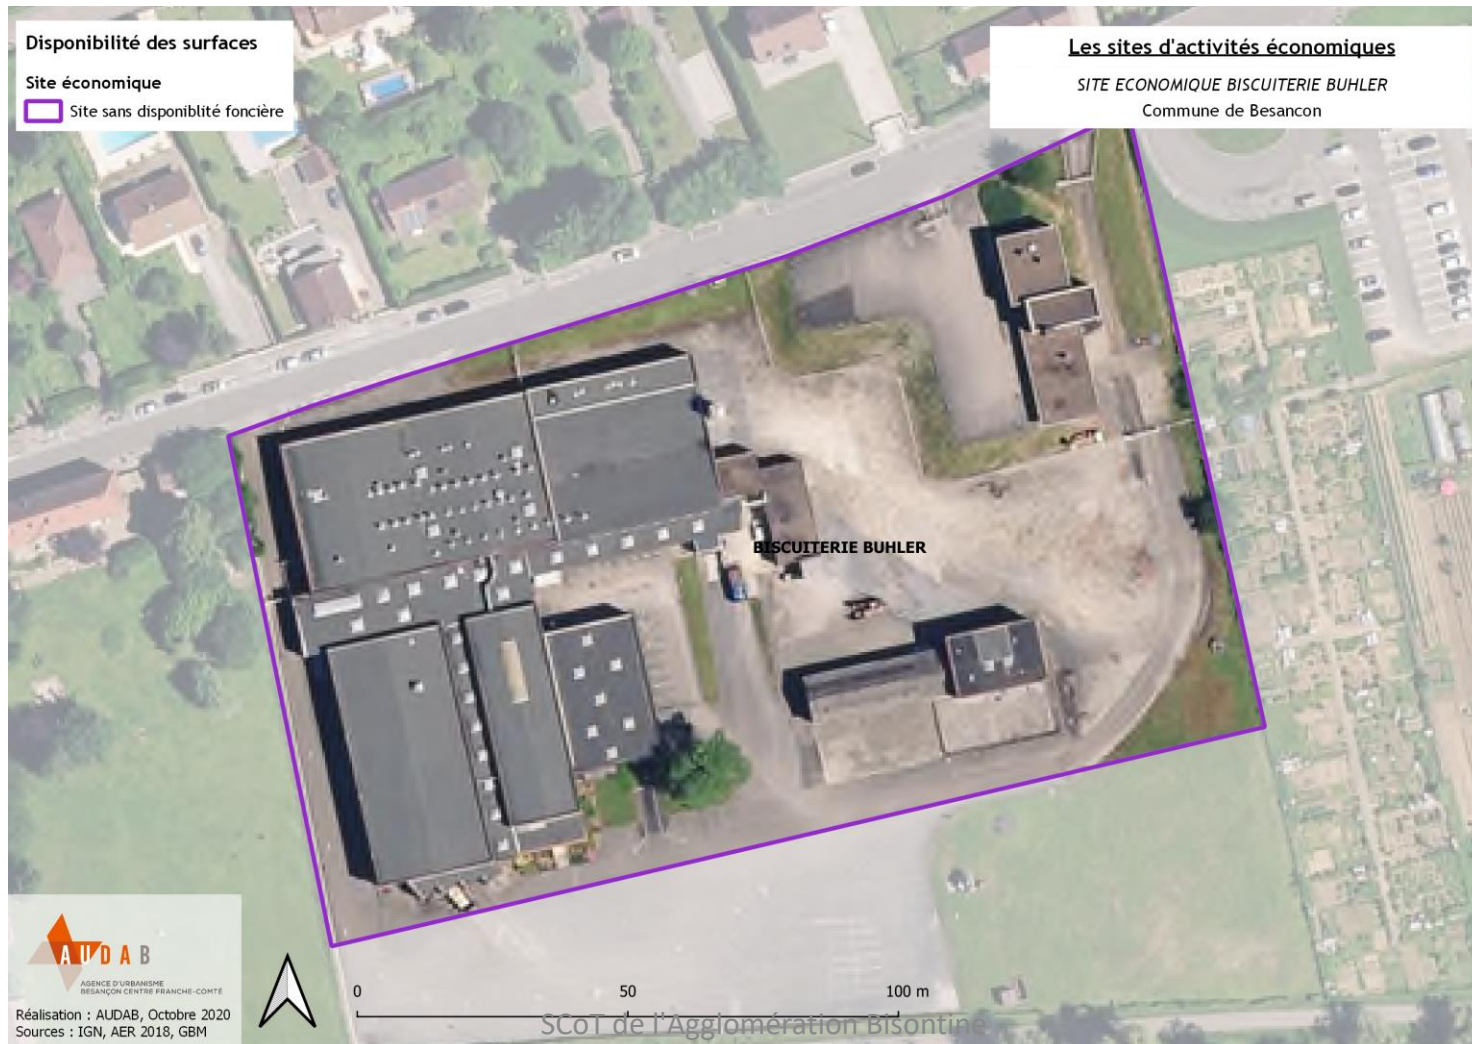 Disponibilité des surfaces
Site économique
Site sans disponiblité foncière
Les sites d'activités économiques
SITE ECONOMIQUE BISCUITERIE BUHLER
Commune de Besancon
BISCUITERIE BUHLER
AUDAB
AGENCE D'URBANISME
BESANÇON CENTRE FRANCHE-COMTÉ
Réalisation : AUDAB, Octobre 2020
Sources : IGN, AER 2018, GBM
0 50 100 m
SCoT de l'Agglomération Bisontine